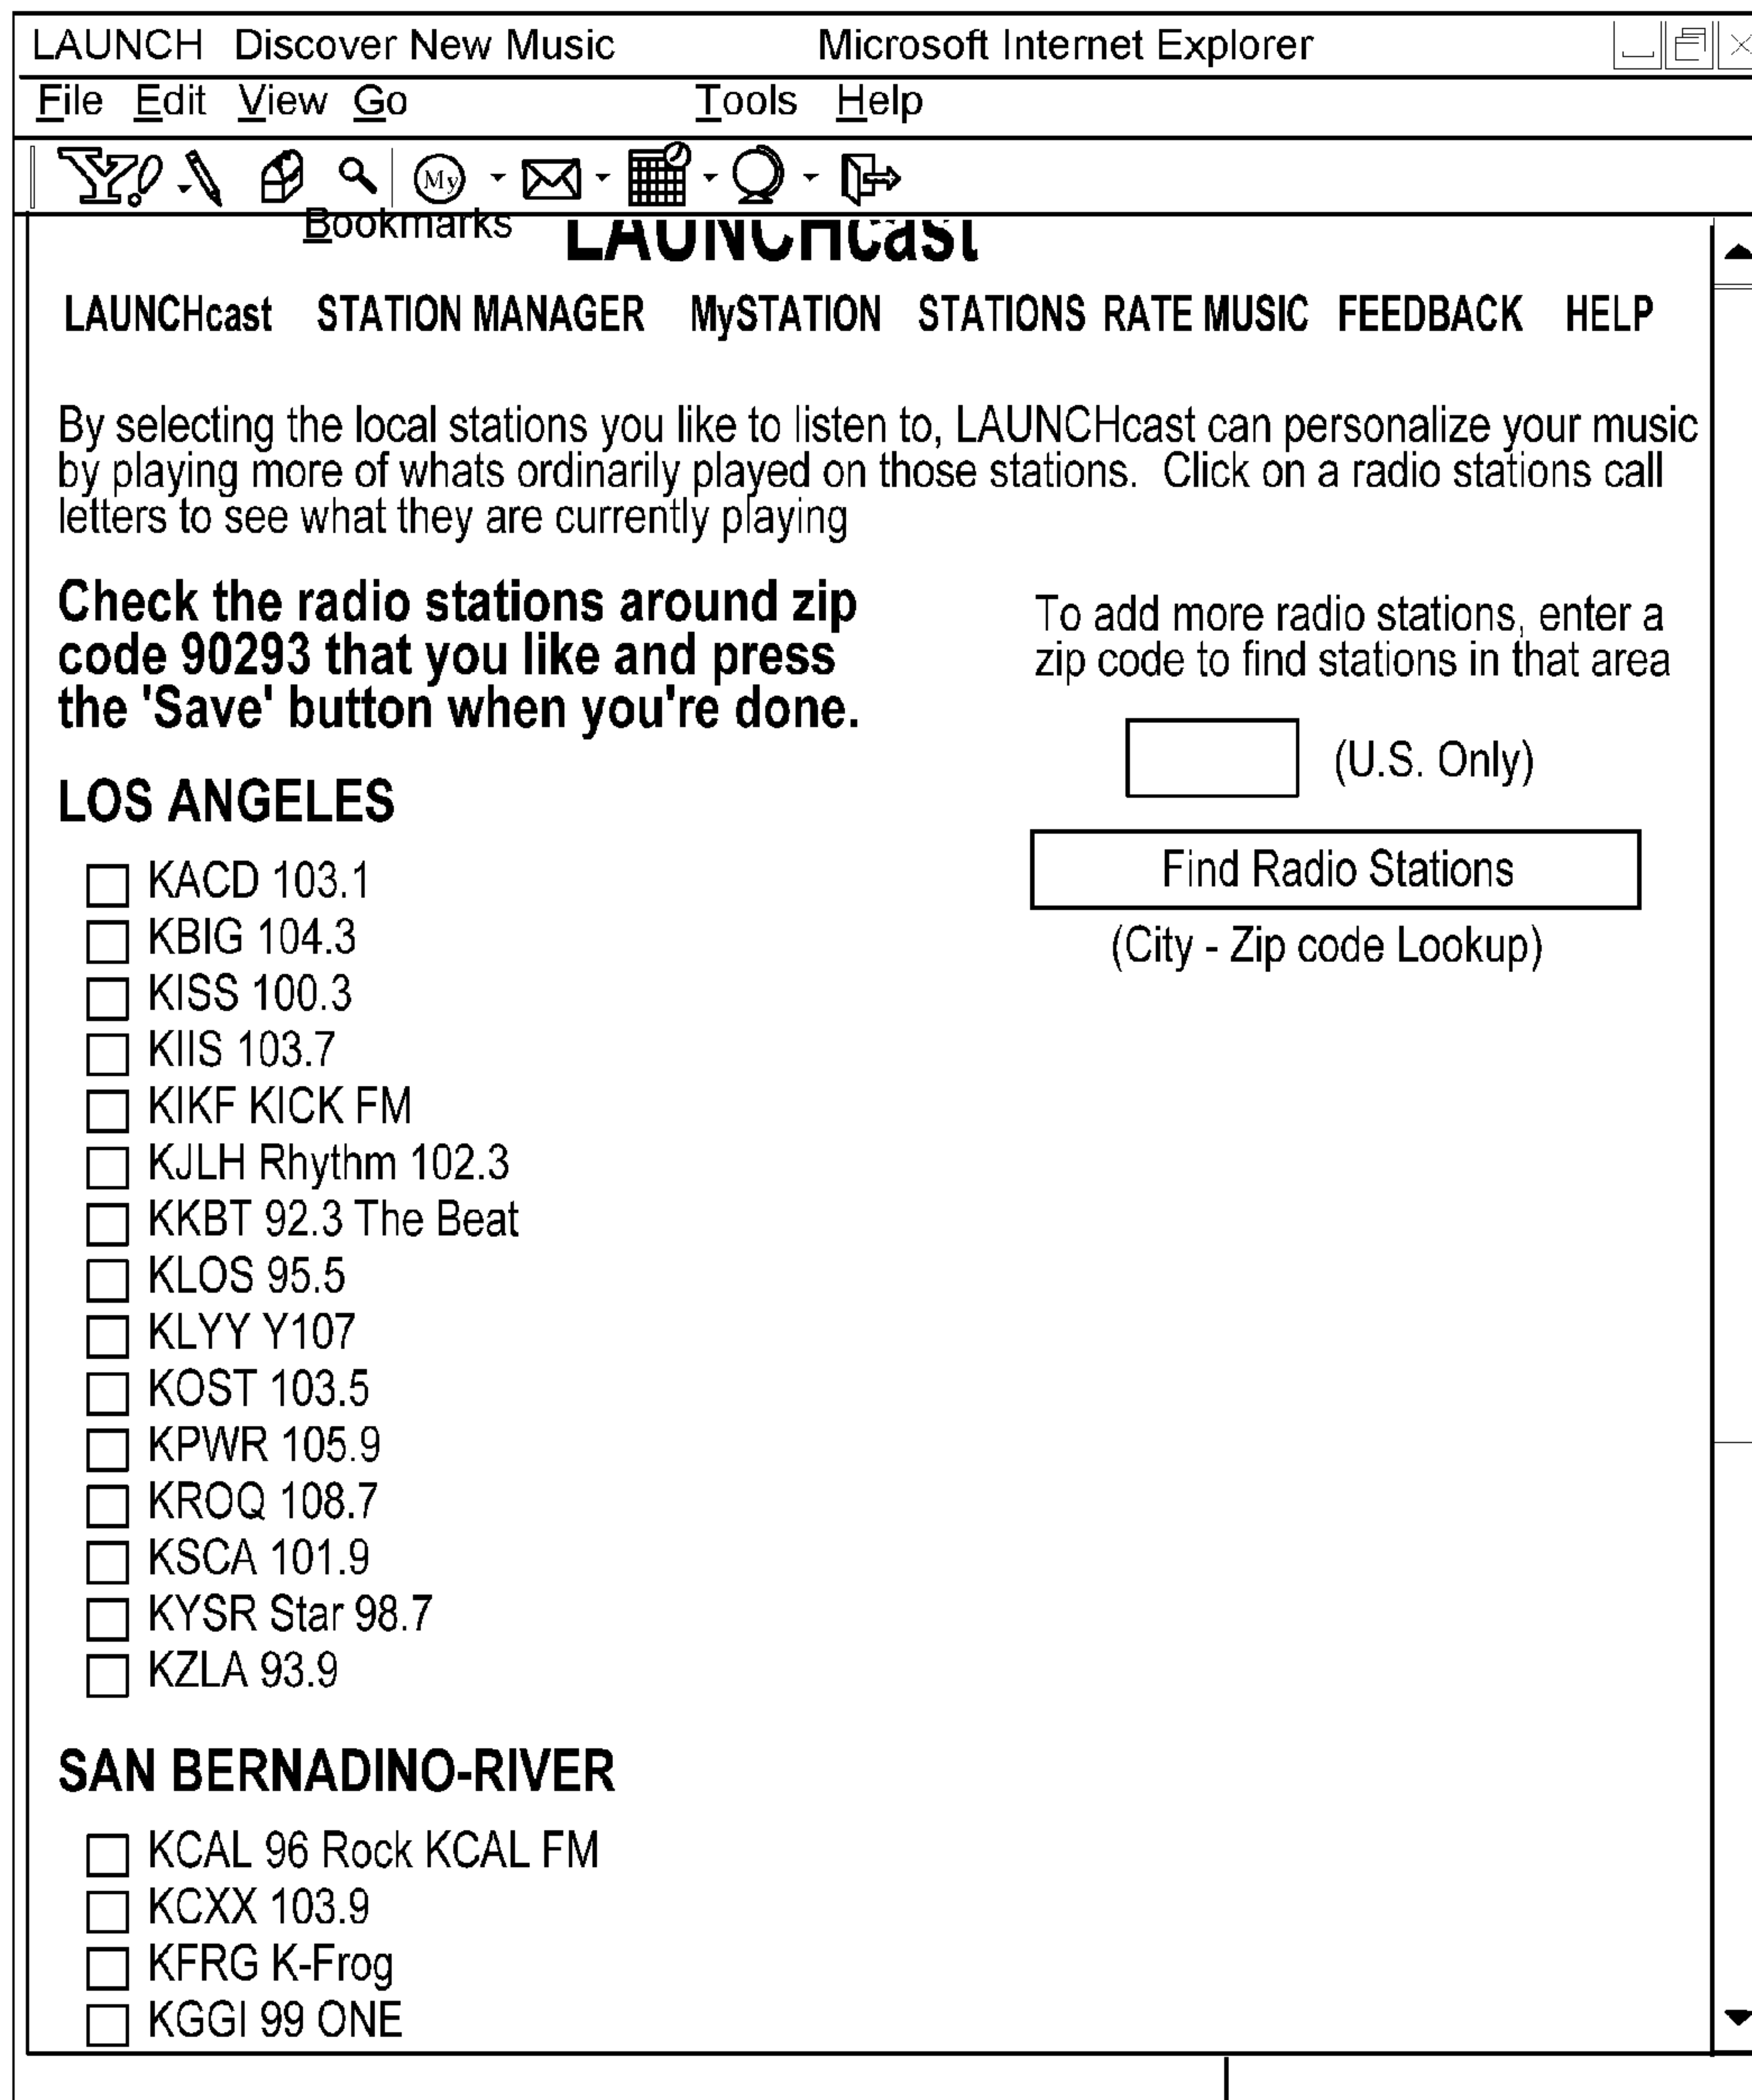 LAUNCH Discover New Music Microsoft Internet Explorer
File Edit View Go Tools Help
Y! My
Bookmarks LAUNCHcast
LAUNCHcast STATION MANAGER MySTATION STATIONS RATE MUSIC FEEDBACK HELP
By selecting the local stations you like to listen to, LAUNCHcast can personalize your music
by playing more of whats ordinarily played on those stations. Click on a radio stations call
letters to see what they are currently playing
Check the radio stations around zip
code 90293 that you like and press
the 'Save' button when you're done.
To add more radio stations, enter a
zip code to find stations in that area
(U.S. Only)
Find Radio Stations
(City - Zip code Lookup)
LOS ANGELES
KACD 103.1
KBIG 104.3
KISS 100.3
KIIS 103.7
KIKF KICK FM
KJLH Rhythm 102.3
KKBT 92.3 The Beat
KLOS 95.5
KLYY Y107
KOST 103.5
KPWR 105.9
KROQ 108.7
KSCA 101.9
KYSR Star 98.7
KZLA 93.9
SAN BERNADINO-RIVER
KCAL 96 Rock KCAL FM
KCXX 103.9
KFRG K-Frog
KGGI 99 ONE